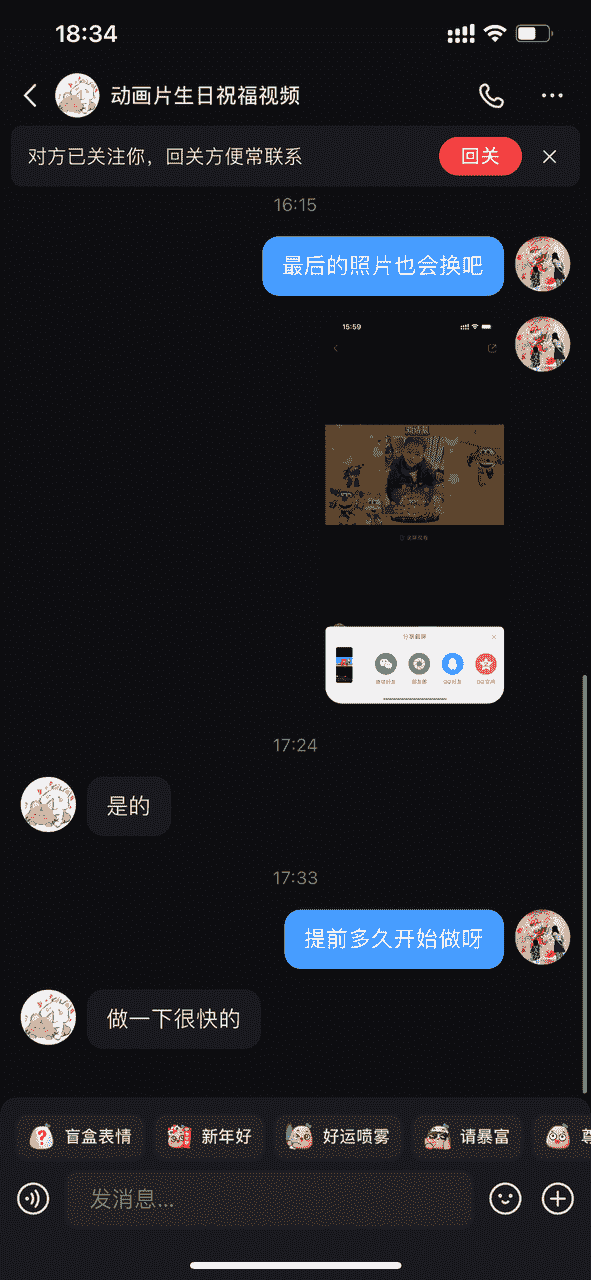 18:34
动画片生日祝福视频
对方已关注你，回关方便常联系
回关
16:15
最后的照片也会换吧
15:59
17:24
是的
17:33
提前多久开始做呀
做一下很快的
盲盒表情
新年好
好运喷雾
请暴富
尊
发消息...